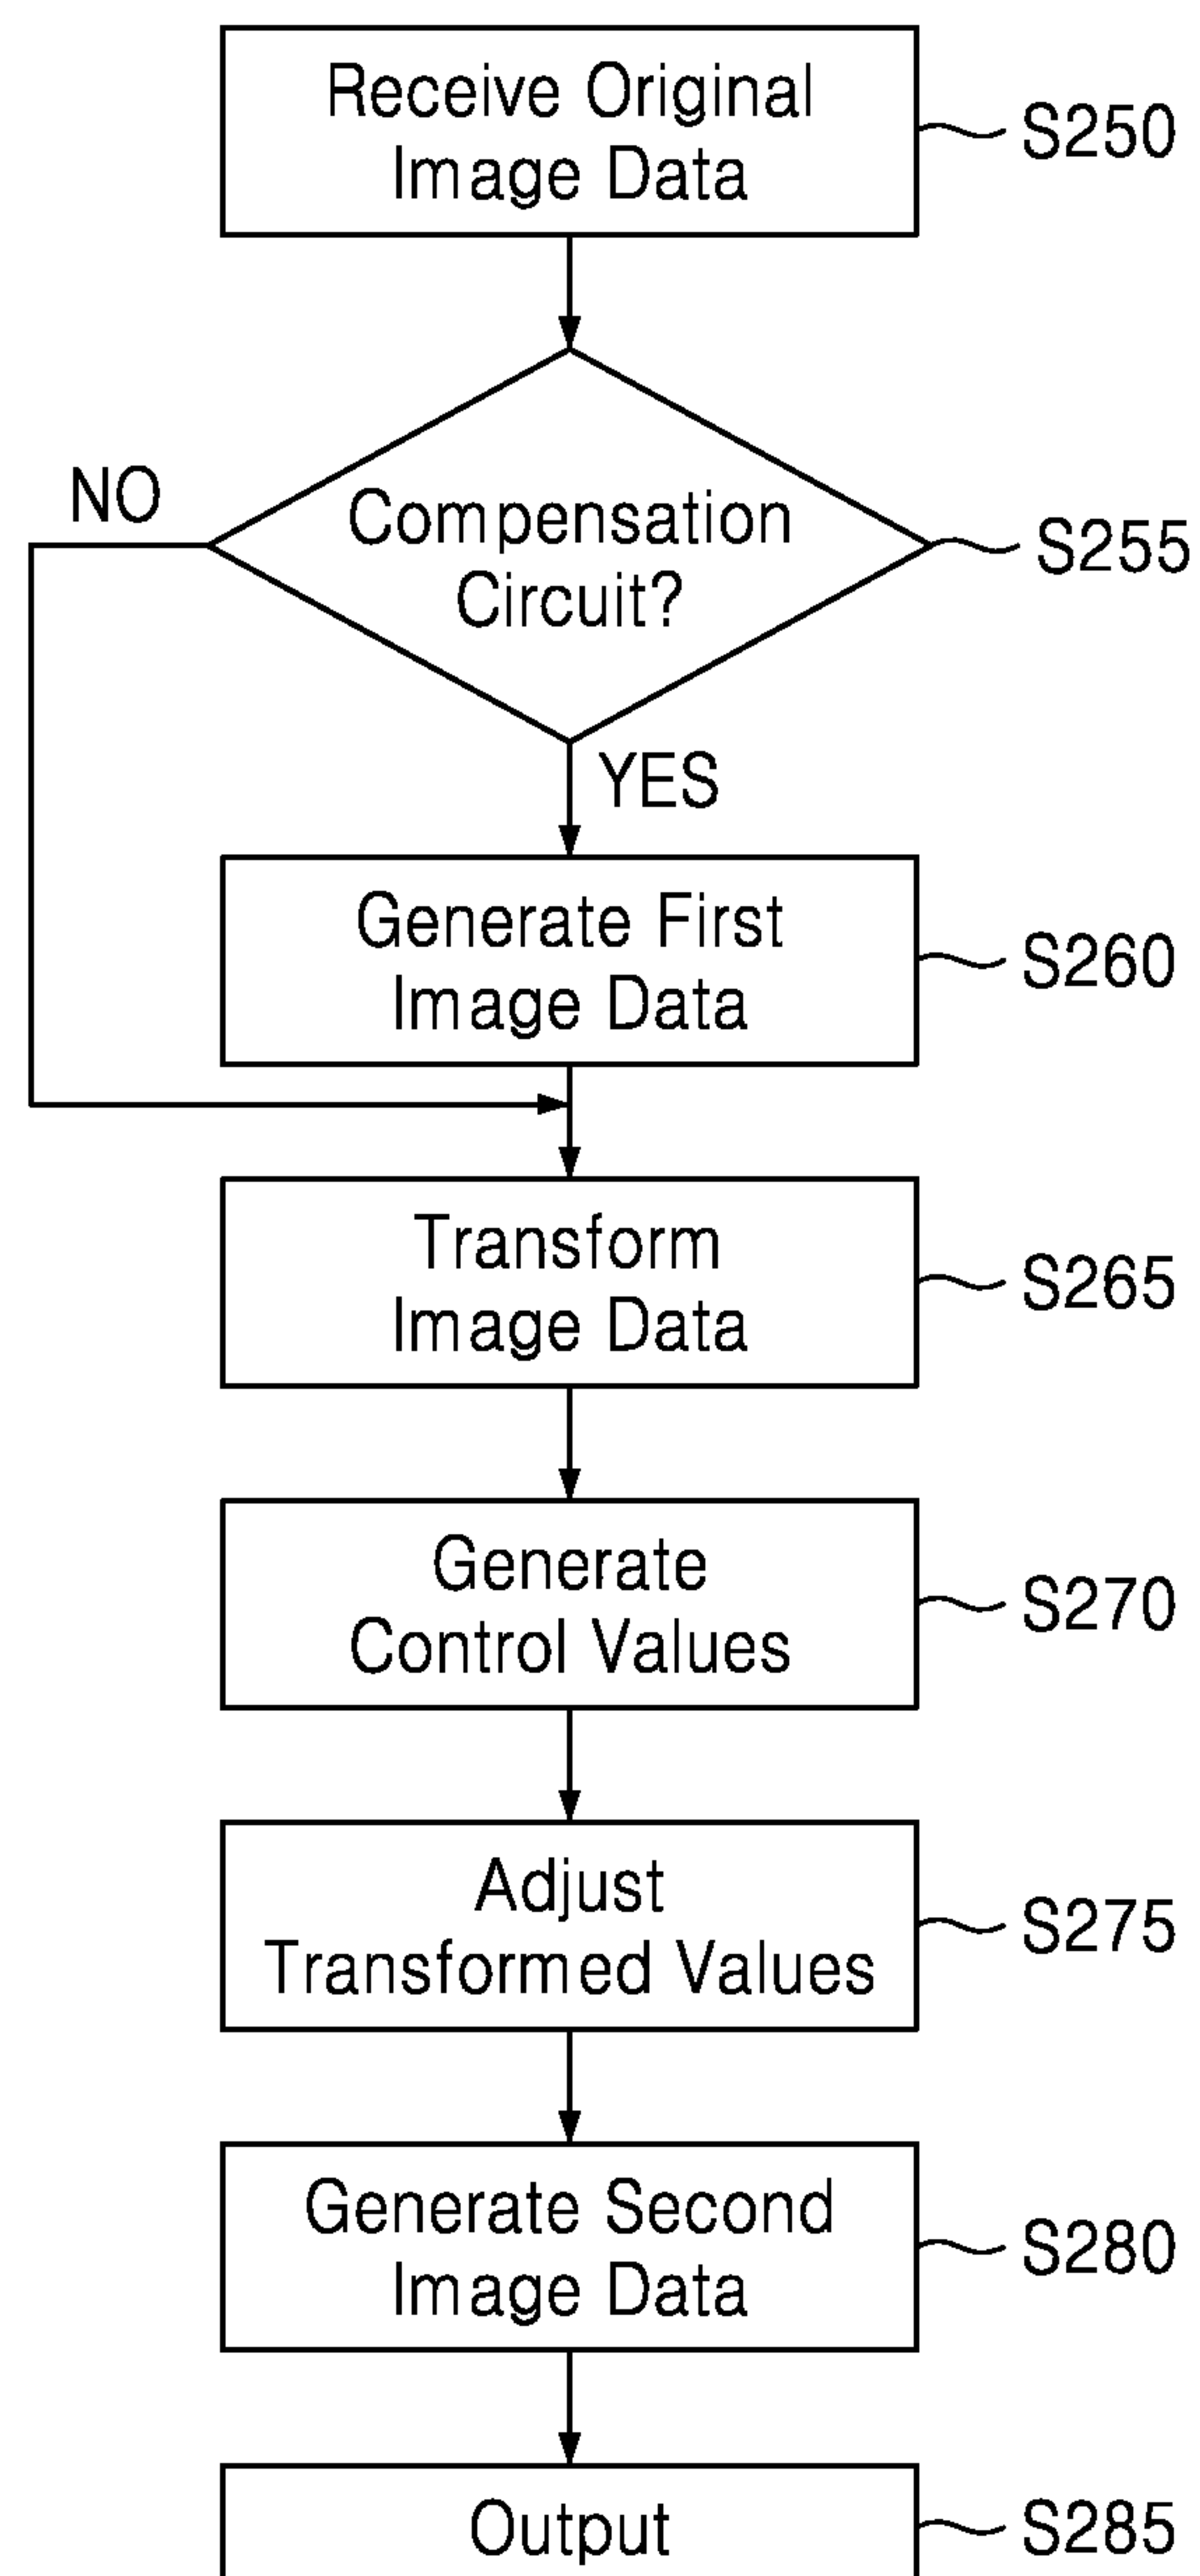 Receive Original
Image Data
S250
NO
Compensation
Circuit?
S255
YES
Generate First
Image Data
S260
Transform
Image Data
S265
Generate
Control Values
S270
Adjust
Transformed Values
S275
Generate Second
Image Data
S280
Output
S285